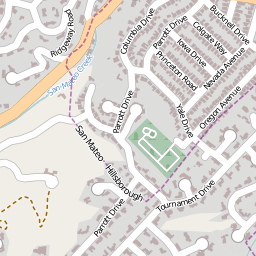 Ridgeway Road
Columbia Drive
Parrott Drive
Bucknell Drive
Colgate Way
Iowa Drive
Princeton Road
Nevada Avenue
San Mateo Creek
Parrott Drive
Yale Drive
Oregon Avenue
San Mateo
Hillsborough
Parrott Drive
Tournament Drive